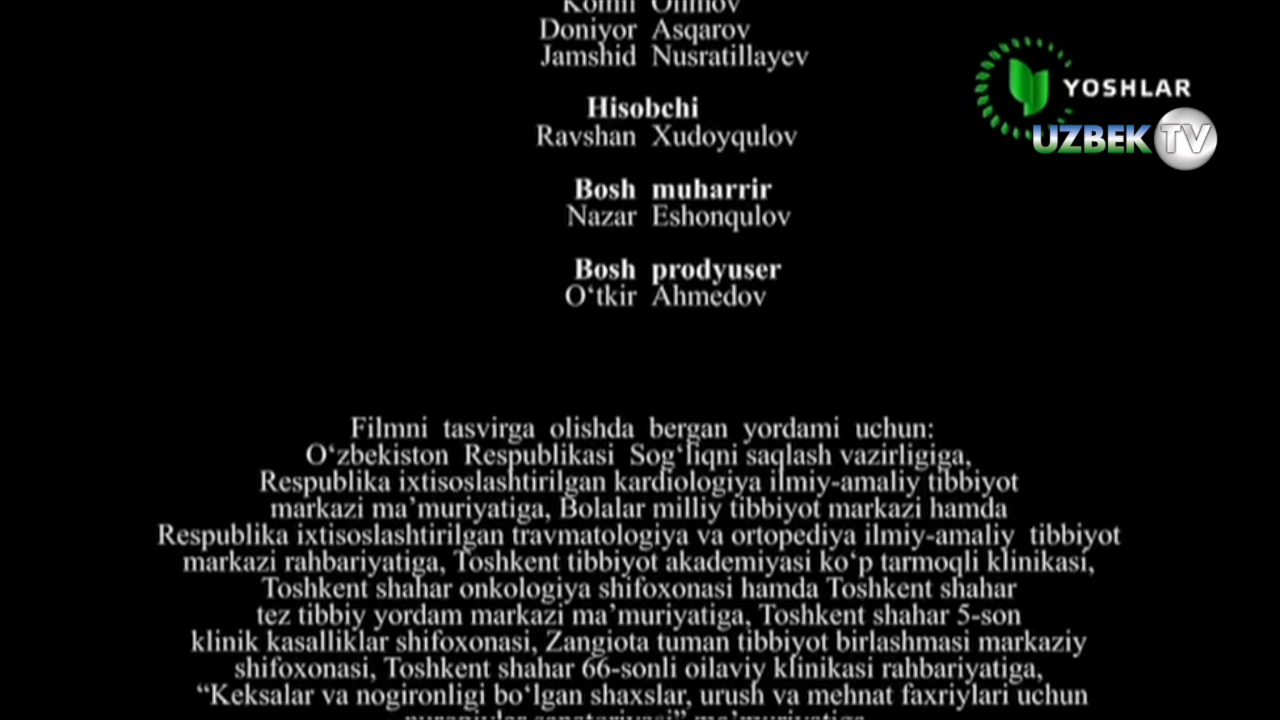 Komil Olimov
Doniyor Asqarov
Jamshid Nusratillayev
YOSHLAR
UZBEK TV
Hisobchi
Ravshan Xudoyqulov
Bosh muharrir
Nazar Eshonqulov
Bosh prodyuser
O‘tkir Ahmedov
Filmni tasvirga olishda bergan yordami uchun:
O‘zbekiston Respublikasi Sog‘liqni saqlash vazirligiga,
Respublika ixtisoslashtirilgan kardiologiya ilmiy-amaliy tibbiyot
markazi ma’muriyatiga, Bolalar milliy tibbiyot markazi hamda
Respublika ixtisoslashtirilgan travmatologiya va ortopediya ilmiy-amaliy tibbiyot
markazi rahbariyatiga, Toshkent tibbiyot akademiyasi ko‘p tarmoqli klinikasi,
Toshkent shahar onkologiya shifoxonasi hamda Toshkent shahar
tez tibbiy yordam markazi ma’muriyatiga, Toshkent shahar 5-son
klinik kasalliklar shifoxonasi, Zangiota tuman tibbiyot birlashmasi markaziy
shifoxonasi, Toshkent shahar 66-sonli oilaviy klinikasi rahbariyatiga,
“Keksalar va nogironligi bo‘lgan shaxslar, urush va mehnat faxriylari uchun